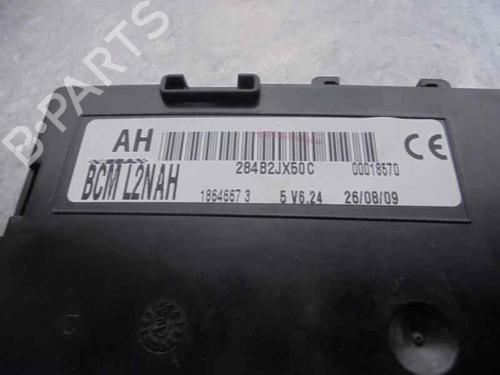 AH
284B2JX50C 00018570
BCM L2NAH
1864667 3 5 V6.24 26/08/09
CE
B-PARTS